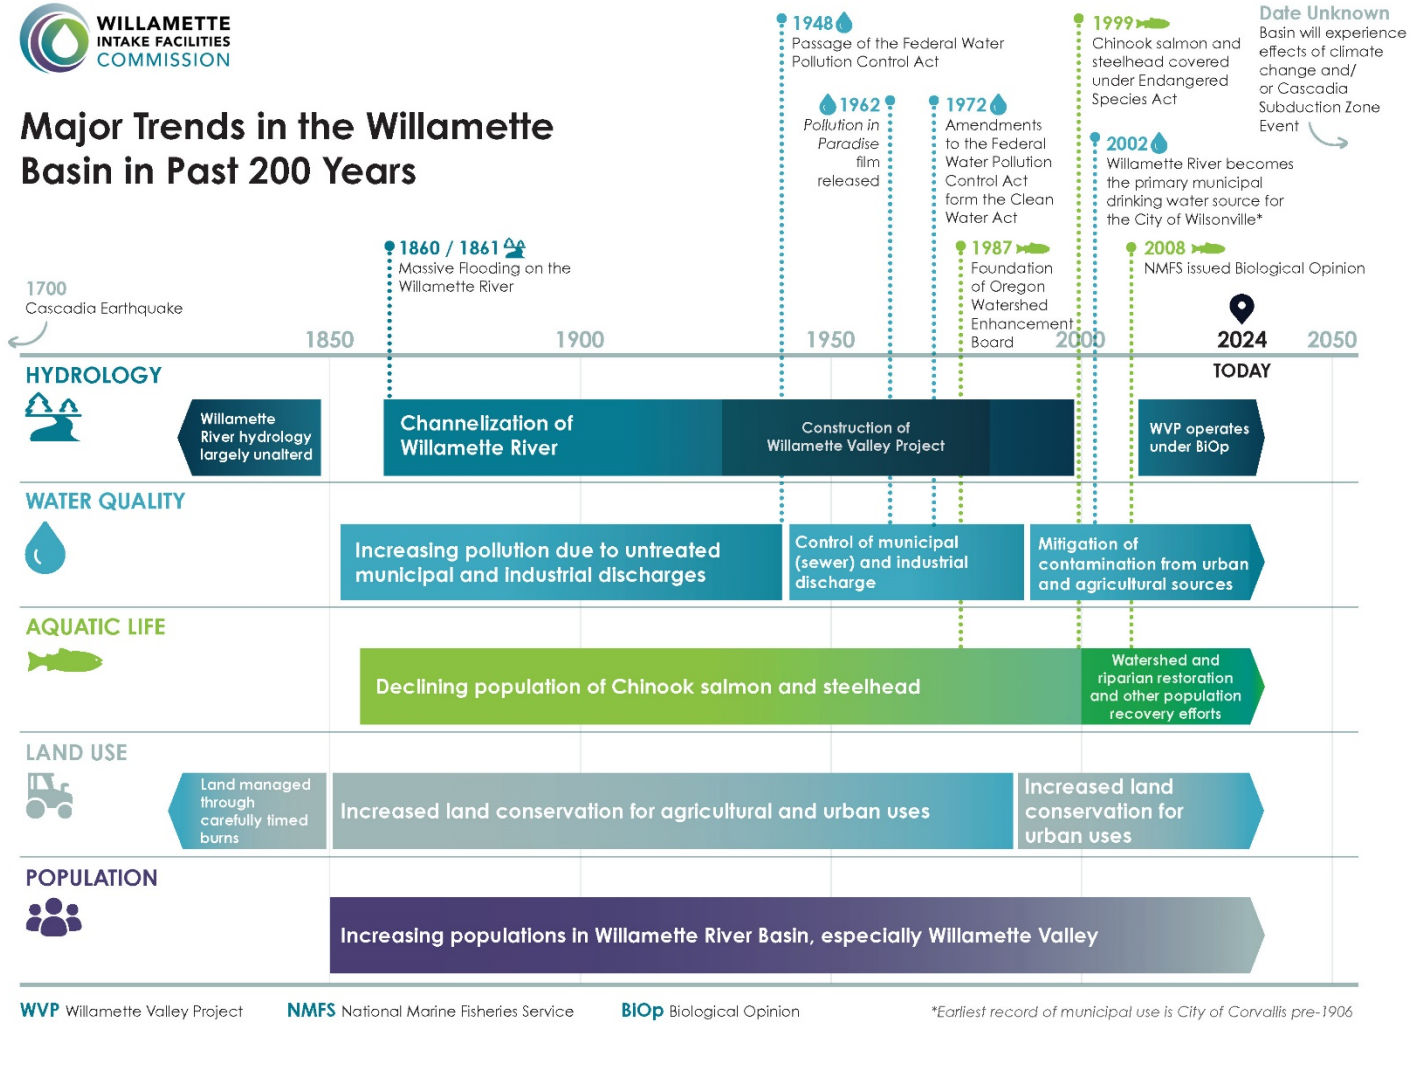 WILLAMETTE
INTAKE FACILITIES
COMMISSION
Major Trends in the Willamette
Basin in Past 200 Years
1700
Cascadia Earthquake
1860 / 1861
Massive Flooding on the
Willamette River
1948
Passage of the Federal Water
Pollution Control Act
1962
Pollution in
Paradise
film
released
1972
Amendments
to the Federal
Water Pollution
Control Act
form the Clean
Water Act
1987
Foundation
of Oregon
Watershed
Enhancement
Board
1999
Chinook salmon and
steelhead covered
under Endangered
Species Act
2002
Willamette River becomes
the primary municipal
drinking water source for
the City of Wilsonville*
2008
NMFS issued Biological Opinion
Date Unknown
Basin will experience
effects of climate
change and/
or Cascadia
Subduction Zone
Event
1850
1900
1950
2000
2024
TODAY
2050
HYDROLOGY
Willamette
River hydrology
largely unalterd
Channelization of
Willamette River
Construction of
Willamette Valley Project
WVP operates
under BiOp
WATER QUALITY
Increasing pollution due to untreated
municipal and industrial discharges
Control of municipal
(sewer) and industrial
discharge
Mitigation of
contamination from urban
and agricultural sources
AQUATIC LIFE
Declining population of Chinook salmon and steelhead
Watershed and
riparian restoration
and other population
recovery efforts
LAND USE
Land managed
through
carefully timed
burns
Increased land conservation for agricultural and urban uses
Increased land
conservation for
urban uses
POPULATION
Increasing populations in Willamette River Basin, especially Willamette Valley
WVP Willamette Valley Project
NMFS National Marine Fisheries Service
BiOp Biological Opinion
*Earliest record of municipal use is City of Corvallis pre-1906